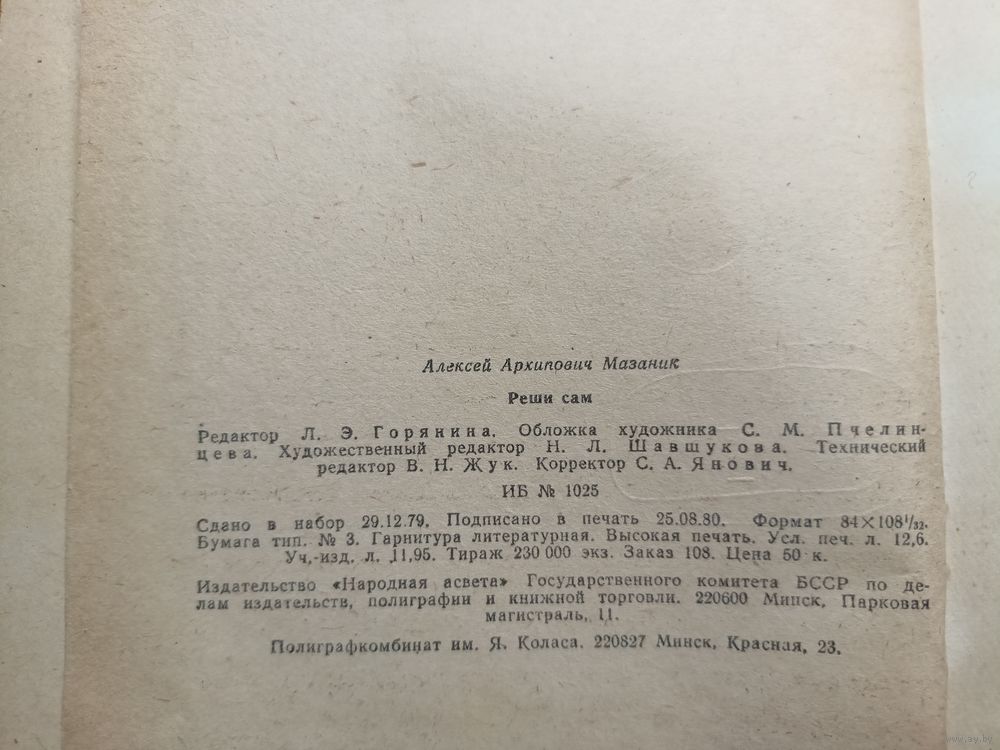 Алексей Архипович Мазаник
Реши сам
Редактор Л. Э. Горянина. Обложка художника С. М. Пчелин-
цева. Художественный редактор Н. Л. Шавшукова. Технический
редактор В. Н. Жук. Корректор С. А. Янович.
ИБ № 1025
Сдано в набор 29.12.79. Подписано в печать 25.08.80. Формат 84×108¹/₃₂.
Бумага тип. № 3. Гарнитура литературная. Высокая печать. Усл. печ. л. 12,6.
Уч.-изд. л. 11,95. Тираж 230 000 экз. Заказ 108. Цена 50 к.
Издательство «Народная асвета» Государственного комитета БССР по де-
лам издательств, полиграфии и книжной торговли. 220600 Минск, Парковая
магистраль, 11.
Полиграфкомбинат им. Я. Коласа. 220827 Минск, Красная, 23.
www.ay.by